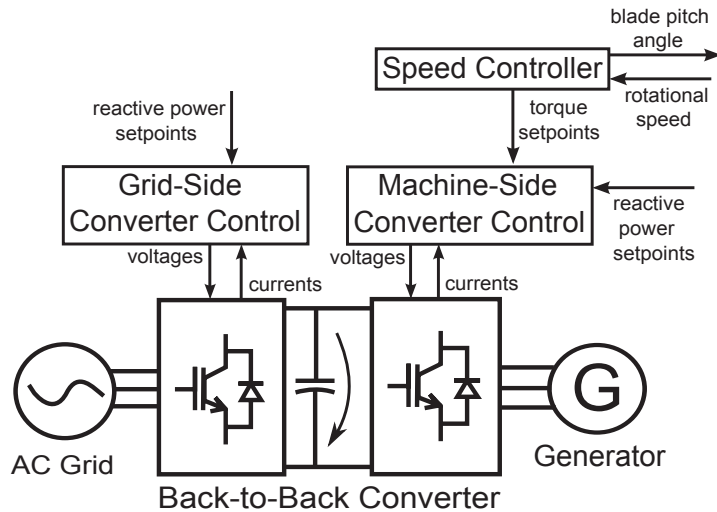 blade pitch
angle
Speed Controller
rotational
speed
reactive power
setpoints
torque
setpoints
Grid-Side
Converter Control
Machine-Side
Converter Control
reactive
power
setpoints
voltages
currents
voltages
currents
G
AC Grid
Generator
Back-to-Back Converter